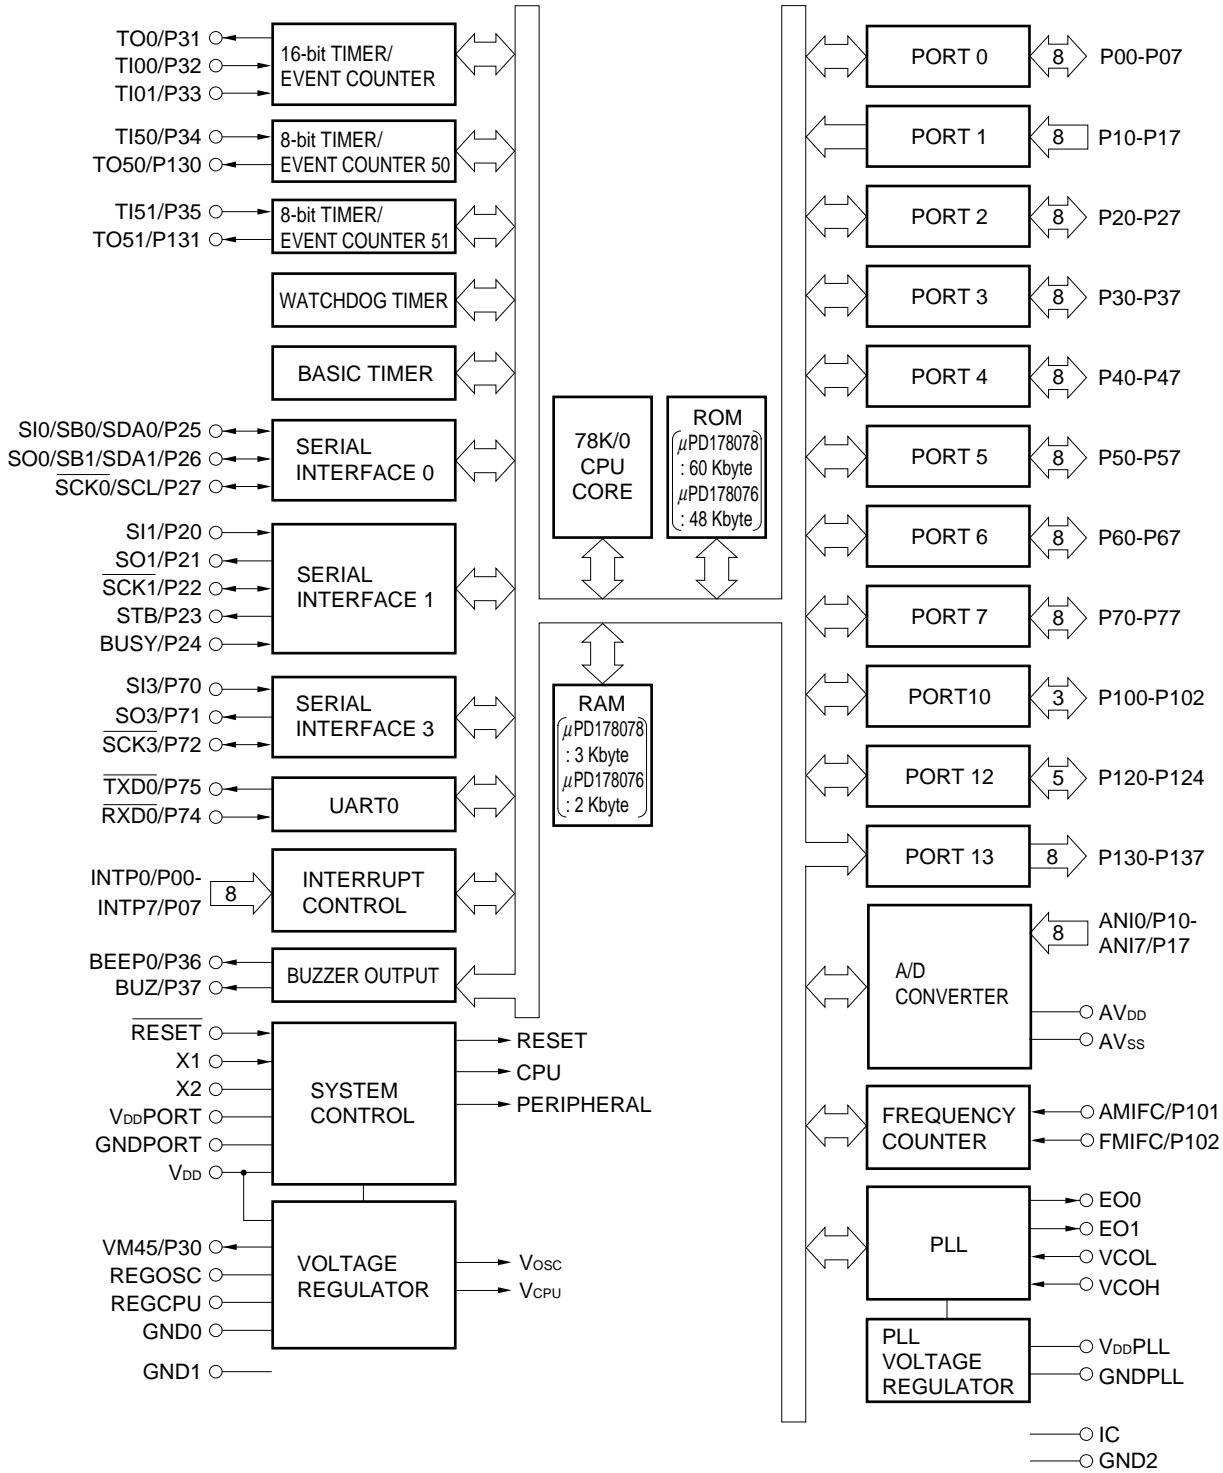 TO0/P31
TI00/P32
TI01/P33
16-bit TIMER/
EVENT COUNTER
TI50/P34
TO50/P130
8-bit TIMER/
EVENT COUNTER 50
TI51/P35
TO51/P131
8-bit TIMER/
EVENT COUNTER 51
WATCHDOG TIMER
BASIC TIMER
SI0/SB0/SDA0/P25
SO0/SB1/SDA1/P26
SCK0/SCL/P27
SERIAL
INTERFACE 0
SI1/P20
SO1/P21
SCK1/P22
STB/P23
BUSY/P24
SERIAL
INTERFACE 1
SI3/P70
SO3/P71
SCK3/P72
SERIAL
INTERFACE 3
TXD0/P75
RXD0/P74
UART0
INTP0/P00-
INTP7/P07
8
INTERRUPT
CONTROL
BEEP0/P36
BUZ/P37
BUZZER OUTPUT
RESET
X1
X2
VDDPORT
GNDPORT
VDD
SYSTEM
CONTROL
RESET
CPU
PERIPHERAL
VM45/P30
REGOSC
REGCPU
GND0
GND1
VOLTAGE
REGULATOR
VOSC
VCPU
78K/0
CPU
CORE
ROM
μPD178078
: 60 Kbyte
μPD178076
: 48 Kbyte
RAM
μPD178078
: 3 Kbyte
μPD178076
: 2 Kbyte
PORT 0
8
P00-P07
PORT 1
8
P10-P17
PORT 2
8
P20-P27
PORT 3
8
P30-P37
PORT 4
8
P40-P47
PORT 5
8
P50-P57
PORT 6
8
P60-P67
PORT 7
8
P70-P77
PORT10
3
P100-P102
PORT 12
5
P120-P124
PORT 13
8
P130-P137
A/D
CONVERTER
8
ANI0/P10-
ANI7/P17
AVDD
AVSS
FREQUENCY
COUNTER
AMIFC/P101
FMIFC/P102
PLL
EO0
EO1
VCOL
VCOH
PLL
VOLTAGE
REGULATOR
VDDPLL
GNDPLL
IC
GND2